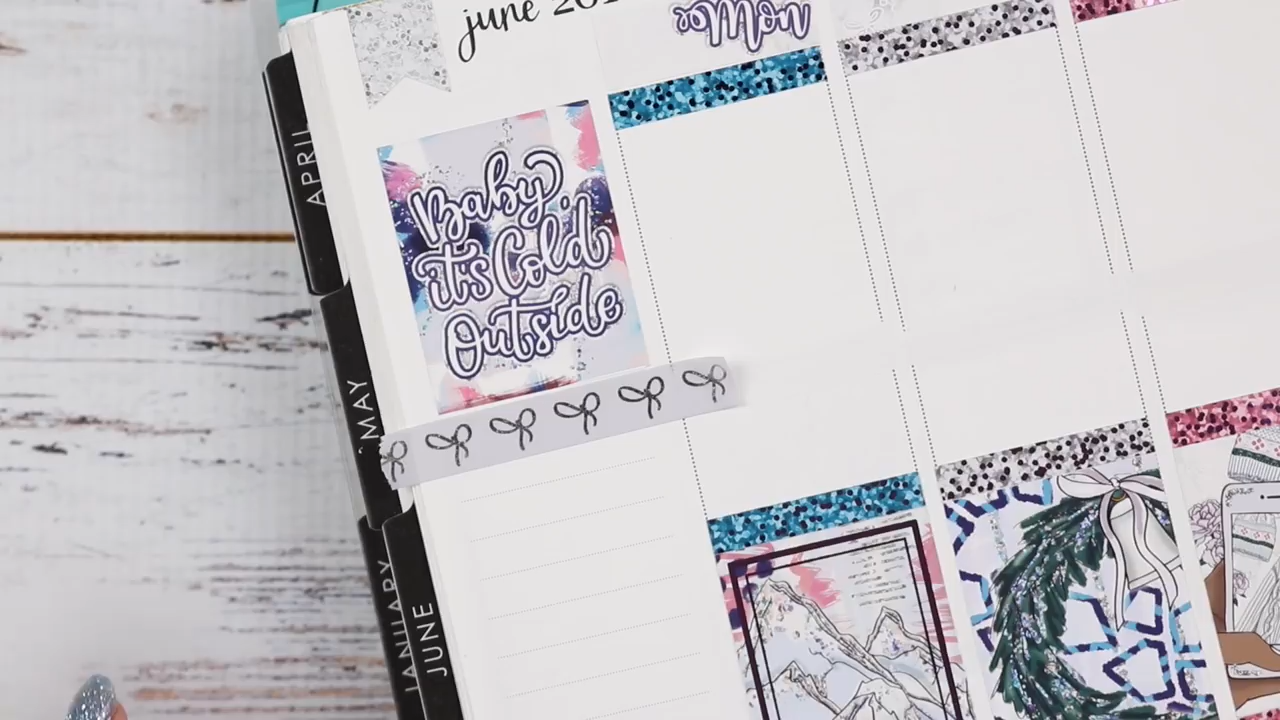 june 201
Mon
APRIL
Baby,
it's Cold
Outside
MAY
JANUARY
JUNE